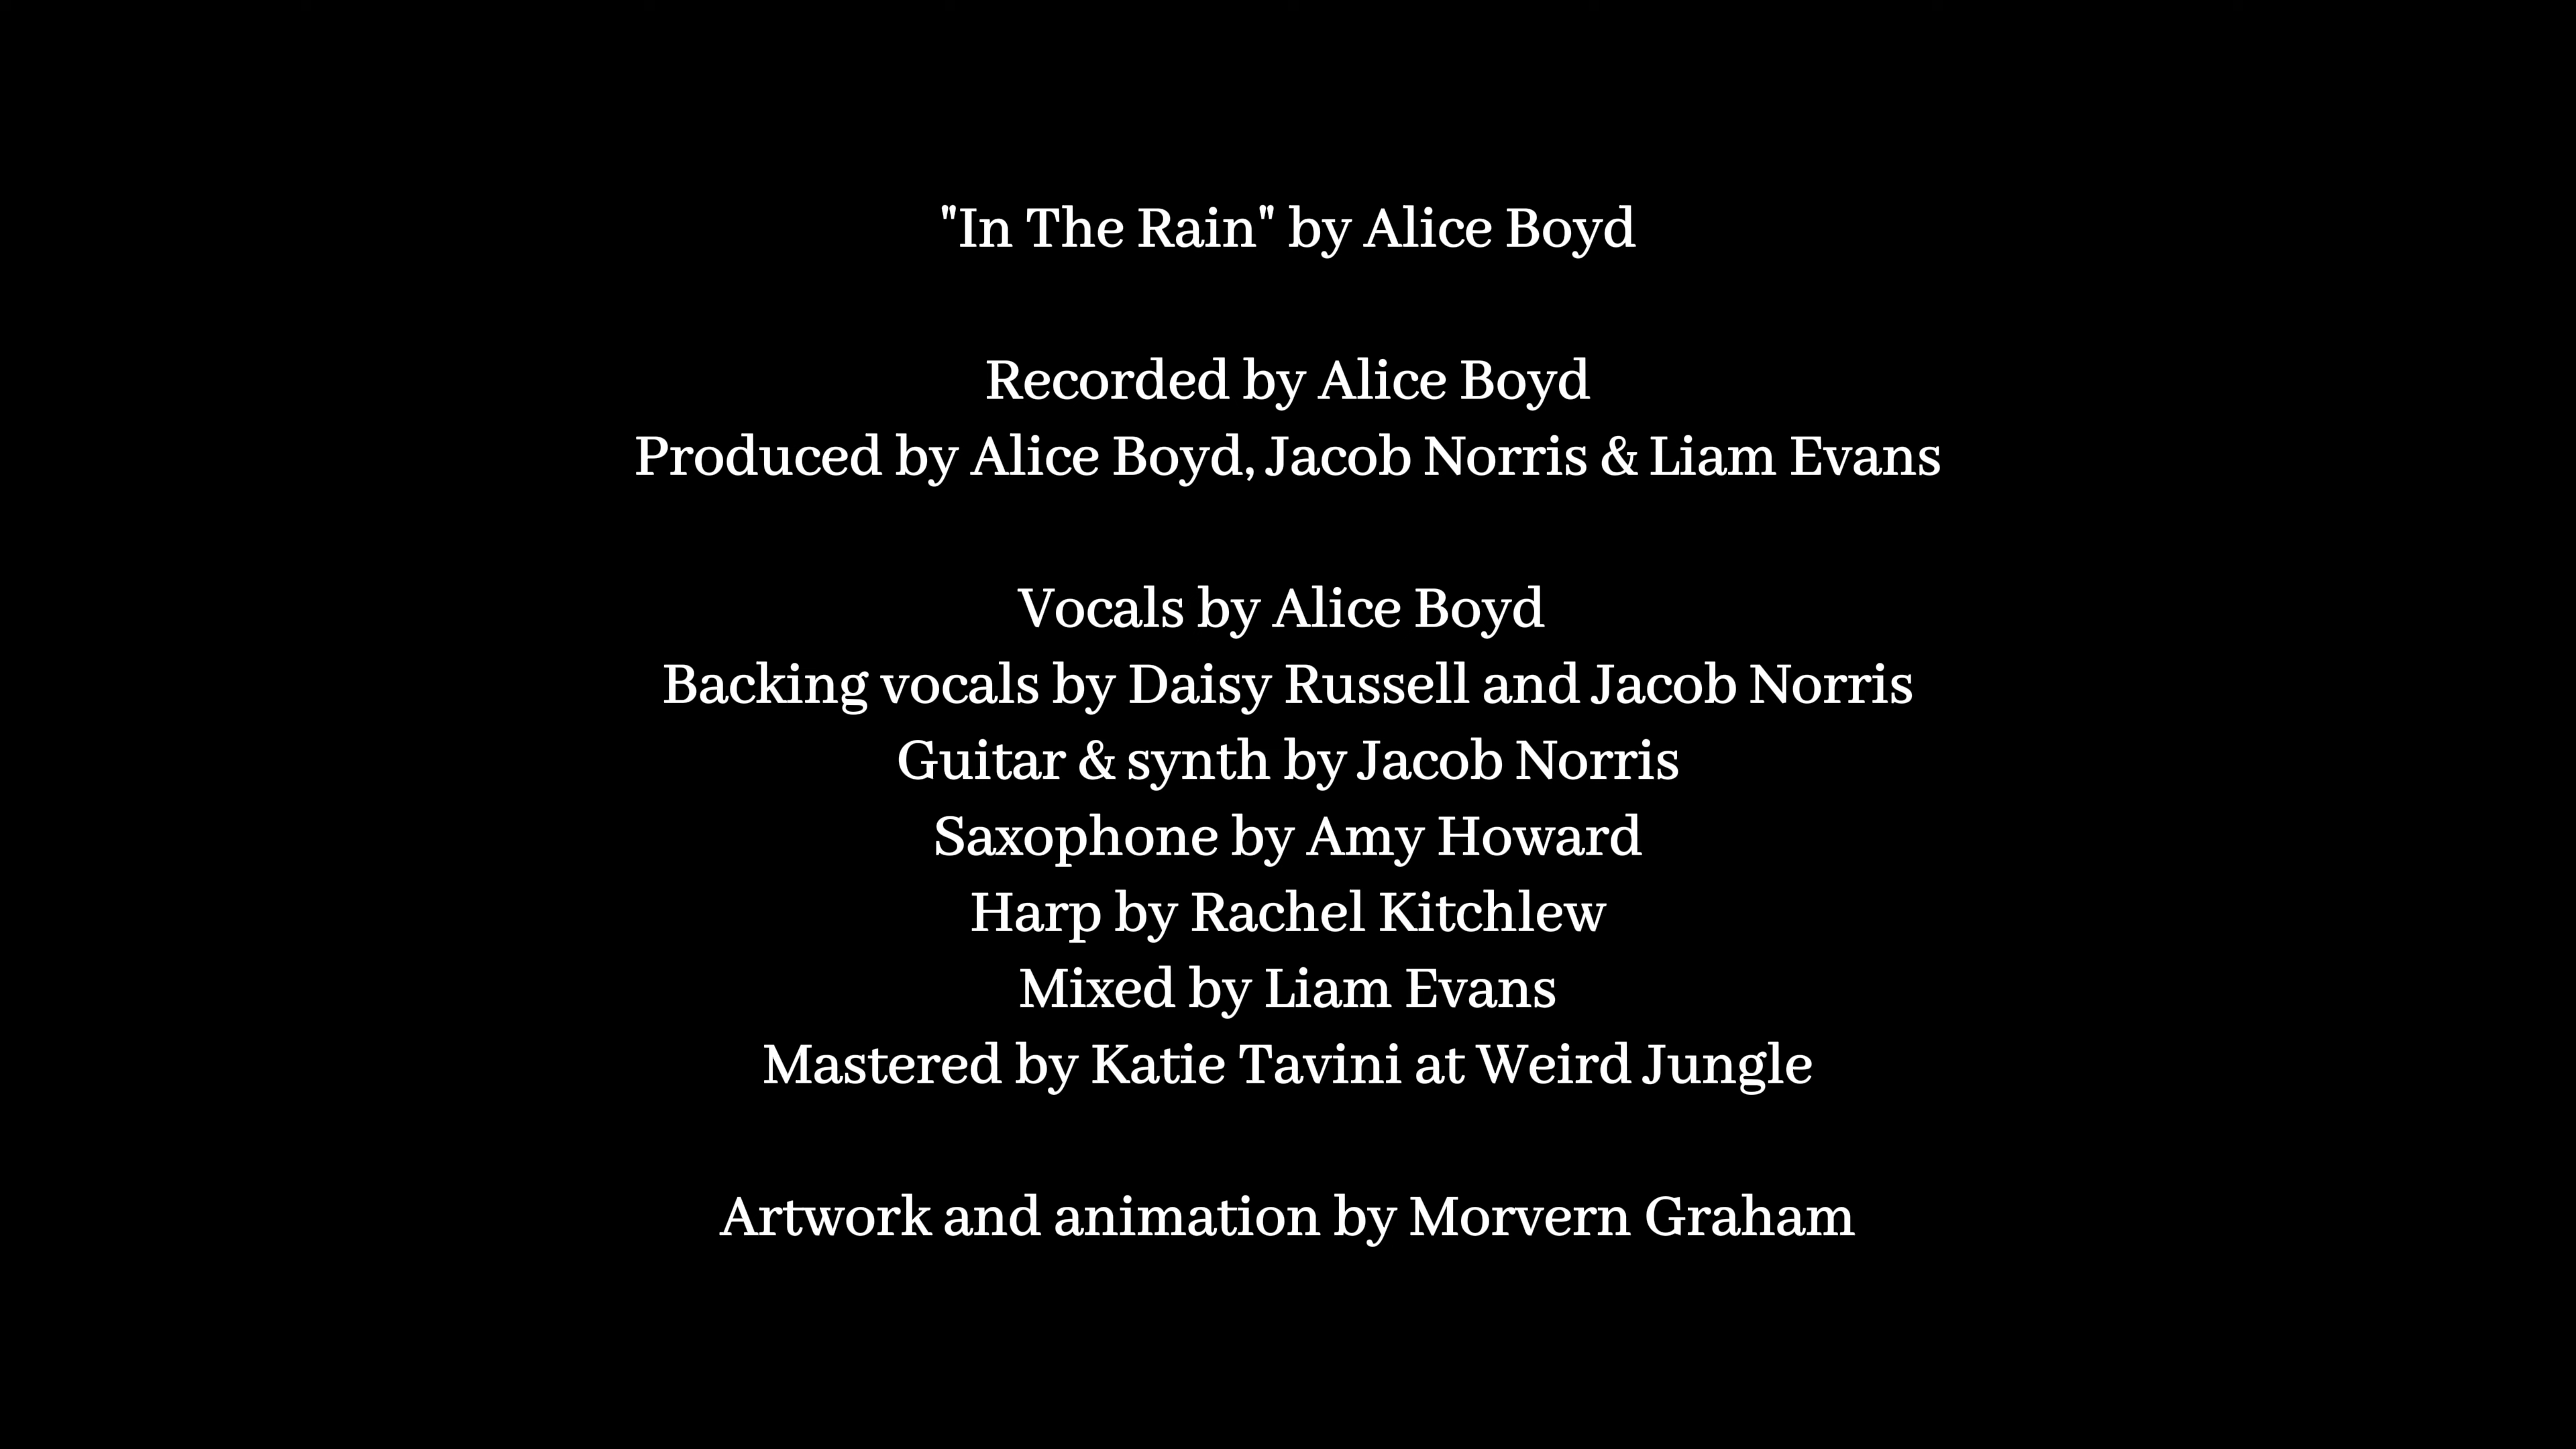 "In The Rain" by Alice Boyd
Recorded by Alice Boyd
Produced by Alice Boyd, Jacob Norris & Liam Evans
Vocals by Alice Boyd
Backing vocals by Daisy Russell and Jacob Norris
Guitar & synth by Jacob Norris
Saxophone by Amy Howard
Harp by Rachel Kitchlew
Mixed by Liam Evans
Mastered by Katie Tavini at Weird Jungle
Artwork and animation by Morvern Graham